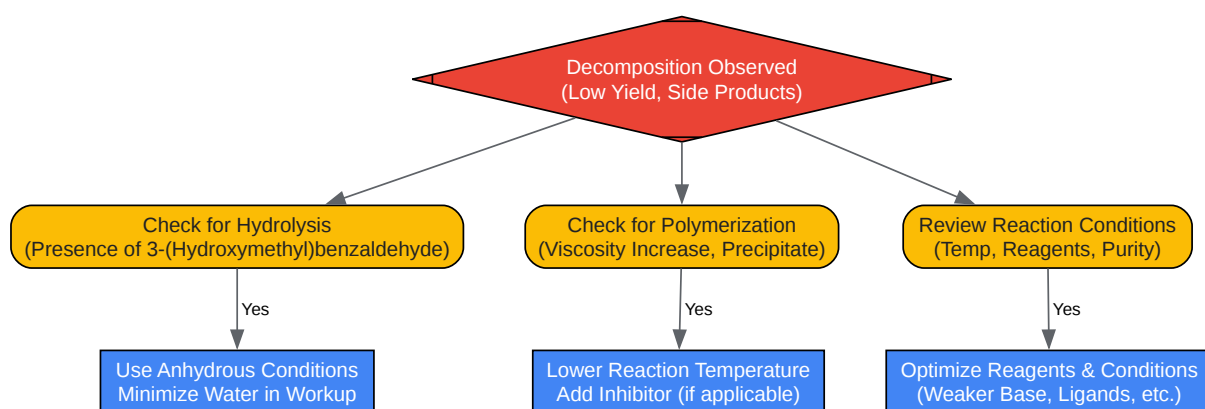 Decomposition Observed
(Low Yield, Side Products)
Check for Hydrolysis
(Presence of 3-(Hydroxymethyl)benzaldehyde)
Check for Polymerization
(Viscosity Increase, Precipitate)
Review Reaction Conditions
(Temp, Reagents, Purity)
Yes
Yes
Yes
Use Anhydrous Conditions
Minimize Water in Workup
Lower Reaction Temperature
Add Inhibitor (if applicable)
Optimize Reagents & Conditions
(Weaker Base, Ligands, etc.)